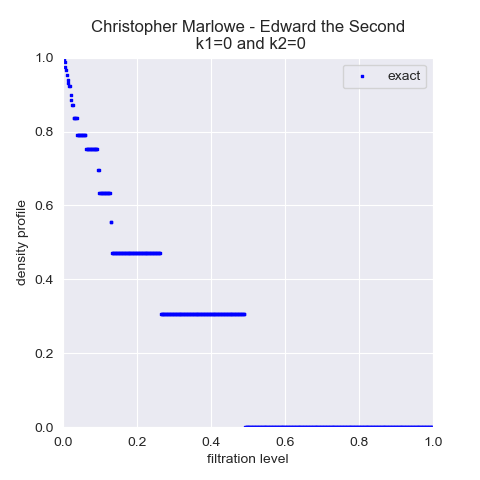 Christopher Marlowe - Edward the Second
k1=0 and k2=0
exact
1.0
0.8
0.6
0.4
0.2
0.0
density profile
0.0 0.2 0.4 0.6 0.8 1.0
filtration level